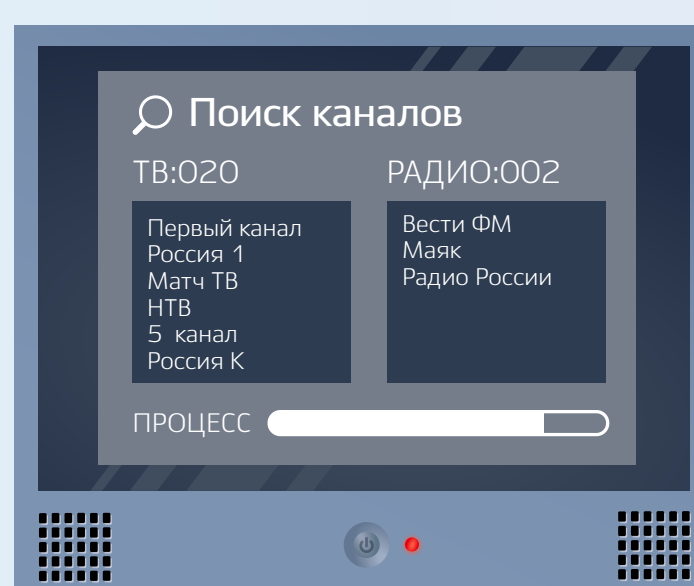 Поиск каналов
ТВ:020
Первый канал
Россия 1
Матч ТВ
НТВ
5 канал
Россия К
РАДИО:002
Вести ФМ
Маяк
Радио России
ПРОЦЕСС